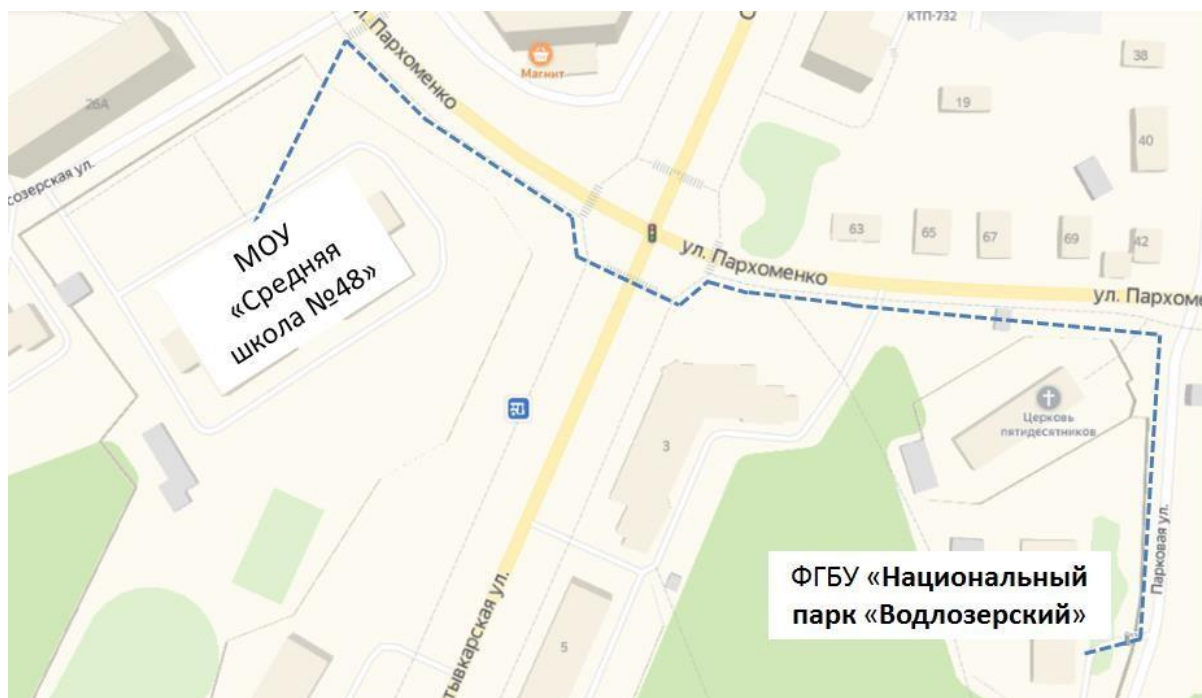 КТП-732
ул. Пархоменко
Магнит
38
19
40
26А
созерская ул.
МОУ
«Средняя
школа №48»
63
65
67
69
42
ул. Пархоменко
ул. Пархоме
Церковь
пятидесятников
3
Парковая ул.
ФГБУ «Национальный
парк «Водлозерский»
тывкарская ул.
5